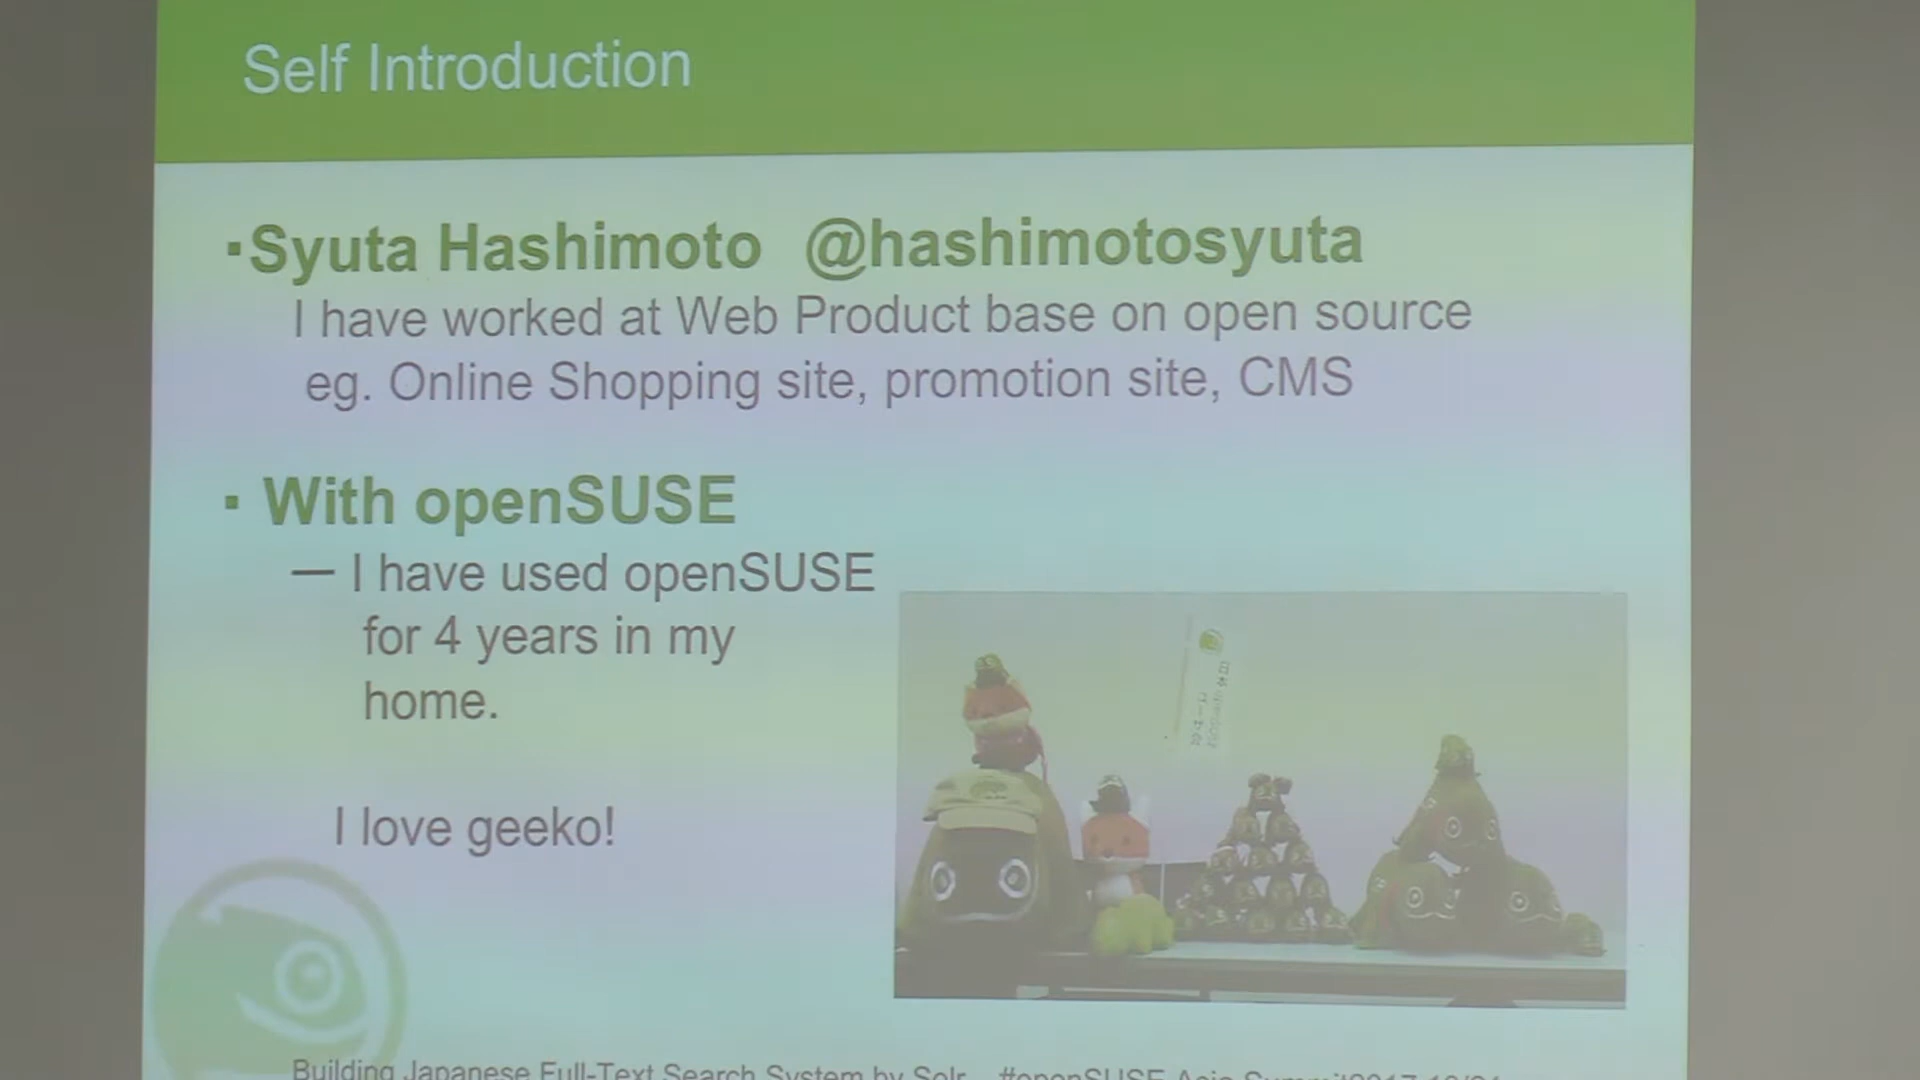 Self Introduction
▪Syuta Hashimoto @hashimotosyuta
I have worked at Web Product base on open source
eg. Online Shopping site, promotion site, CMS
▪ With openSUSE
— I have used openSUSE
for 4 years in my
home.
I love geeko!
Building Japanese Full-Text Search System by Solr #openSUSE Asia Summit2017 10/21